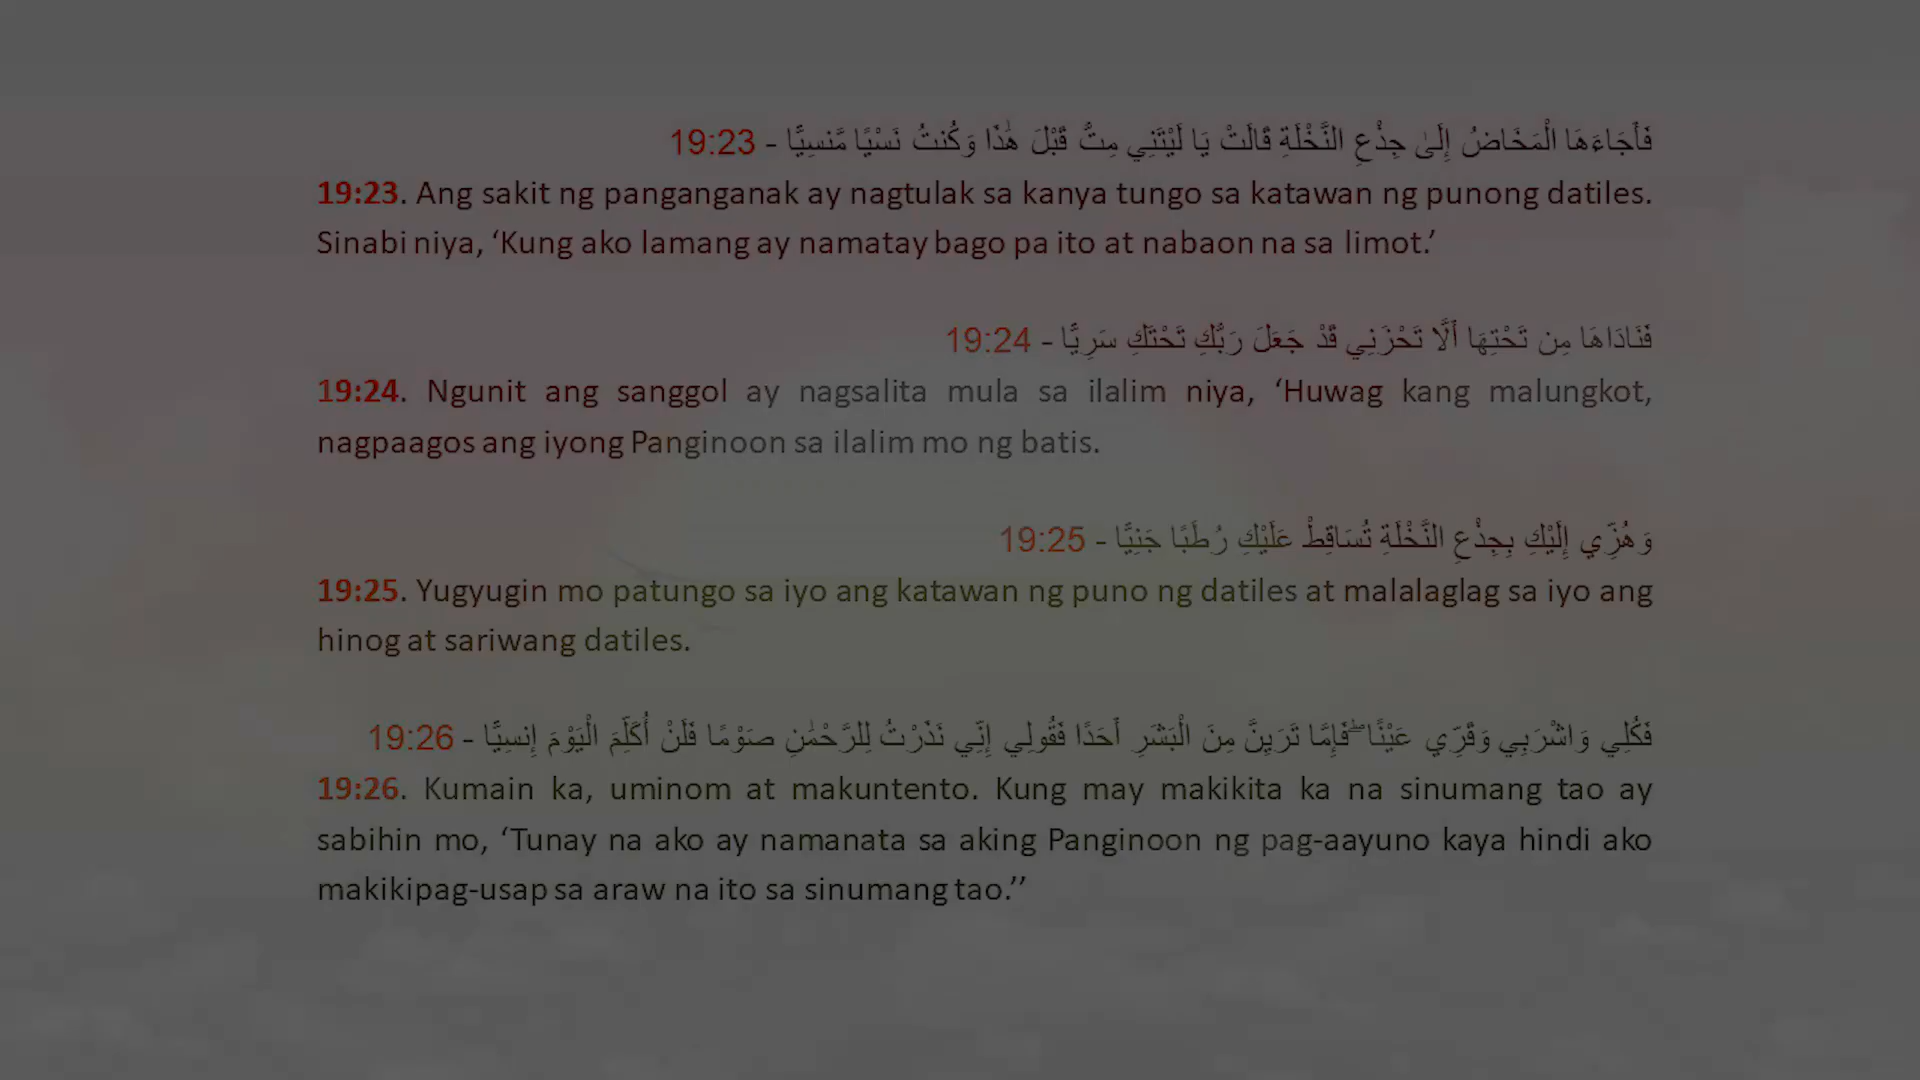 فَأَجَاءَهَا الْمَخَاضُ إِلَىٰ جِذْعِ النَّخْلَةِ قَالَتْ يَا لَيْتَنِي مِتُّ قَبْلَ هَٰذَا وَكُنتُ نَسْيًا مَّنسِيًّا - 19:23
19:23. Ang sakit ng panganganak ay nagtulak sa kanya tungo sa katawan ng punong datiles.
Sinabi niya, ‘Kung ako lamang ay namatay bago pa ito at nabaon na sa limot.’
فَنَادَاهَا مِن تَحْتِهَا أَلَّا تَحْزَنِي قَدْ جَعَلَ رَبُّكِ تَحْتَكِ سَرِيًّا - 19:24
19:24. Ngunit ang sanggol ay nagsalita mula sa ilalim niya, ‘Huwag kang malungkot,
nagpaagos ang iyong Panginoon sa ilalim mo ng batis.
وَهُزِّي إِلَيْكِ بِجِذْعِ النَّخْلَةِ تُسَاقِطْ عَلَيْكِ رُطَبًا جَنِيًّا - 19:25
19:25. Yugyugin mo patungo sa iyo ang katawan ng puno ng datiles at malalaglag sa iyo ang
hinog at sariwang datiles.
فَكُلِي وَاشْرَبِي وَقَرِّي عَيْنًا ۖ فَإِمَّا تَرَيِنَّ مِنَ الْبَشَرِ أَحَدًا فَقُولِي إِنِّي نَذَرْتُ لِلرَّحْمَٰنِ صَوْمًا فَلَنْ أُكَلِّمَ الْيَوْمَ إِنسِيًّا - 19:26
19:26. Kumain ka, uminom at makuntento. Kung may makikita ka na sinumang tao ay
sabihin mo, ‘Tunay na ako ay namanata sa aking Panginoon ng pag-aayuno kaya hindi ako
makikipag-usap sa araw na ito sa sinumang tao.’’